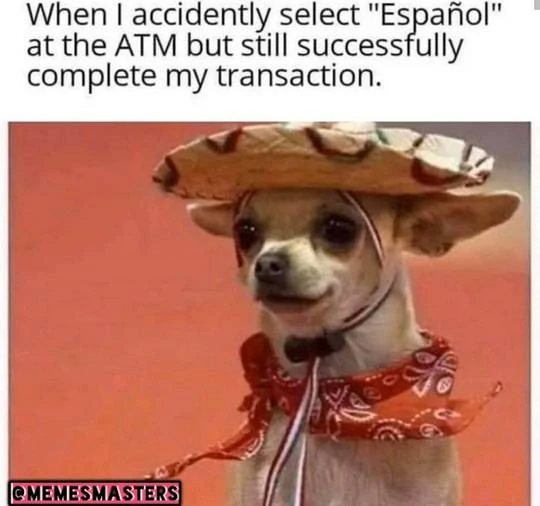 When I accidently select "Español"
at the ATM but still successfully
complete my transaction.
@MEMESMASTERS